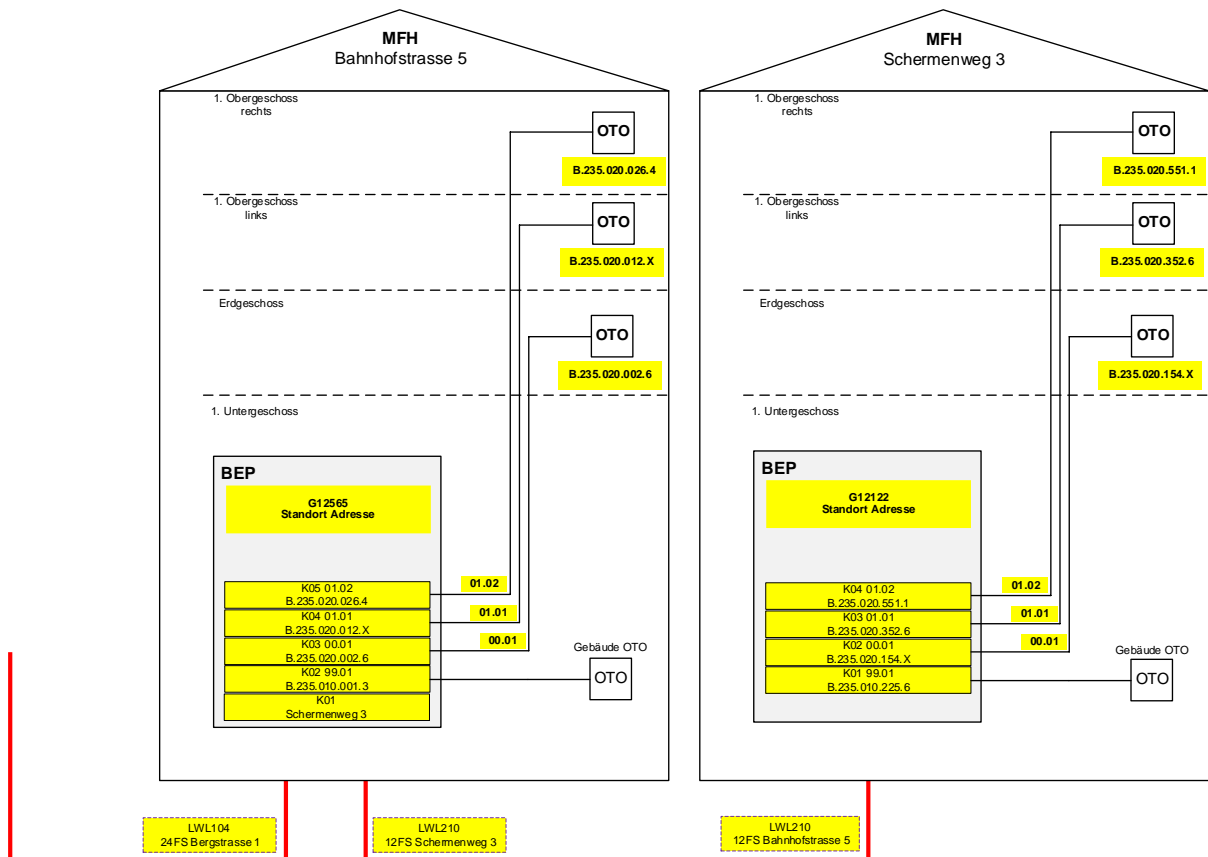 MFH
Bahnhofstrasse 5
1. Obergeschoss
rechts
OTO
B.235.020.026.4
1. Obergeschoss
links
OTO
B.235.020.012.X
Erdgeschoss
OTO
B.235.020.002.6
1. Untergeschoss
BEP
G12565
Standort Adresse
K05 01.02
B.235.020.026.4
01.02
K04 01.01
B.235.020.012.X
01.01
K03 00.01
B.235.020.002.6
00.01
K02 99.01
B.235.010.001.3
K01
Schermenweg 3
Gebäude OTO
OTO
LWL104
24FS Bergstrasse 1
LWL210
12FS Schermenweg 3
MFH
Schermenweg 3
1. Obergeschoss
rechts
OTO
B.235.020.551.1
1. Obergeschoss
links
OTO
B.235.020.352.6
Erdgeschoss
OTO
B.235.020.154.X
1. Untergeschoss
BEP
G12122
Standort Adresse
K04 01.02
B.235.020.551.1
01.02
K03 01.01
B.235.020.352.6
01.01
K02 00.01
B.235.020.154.X
00.01
K01 99.01
B.235.010.225.6
Gebäude OTO
OTO
LWL210
12FS Bahnhofstrasse 5